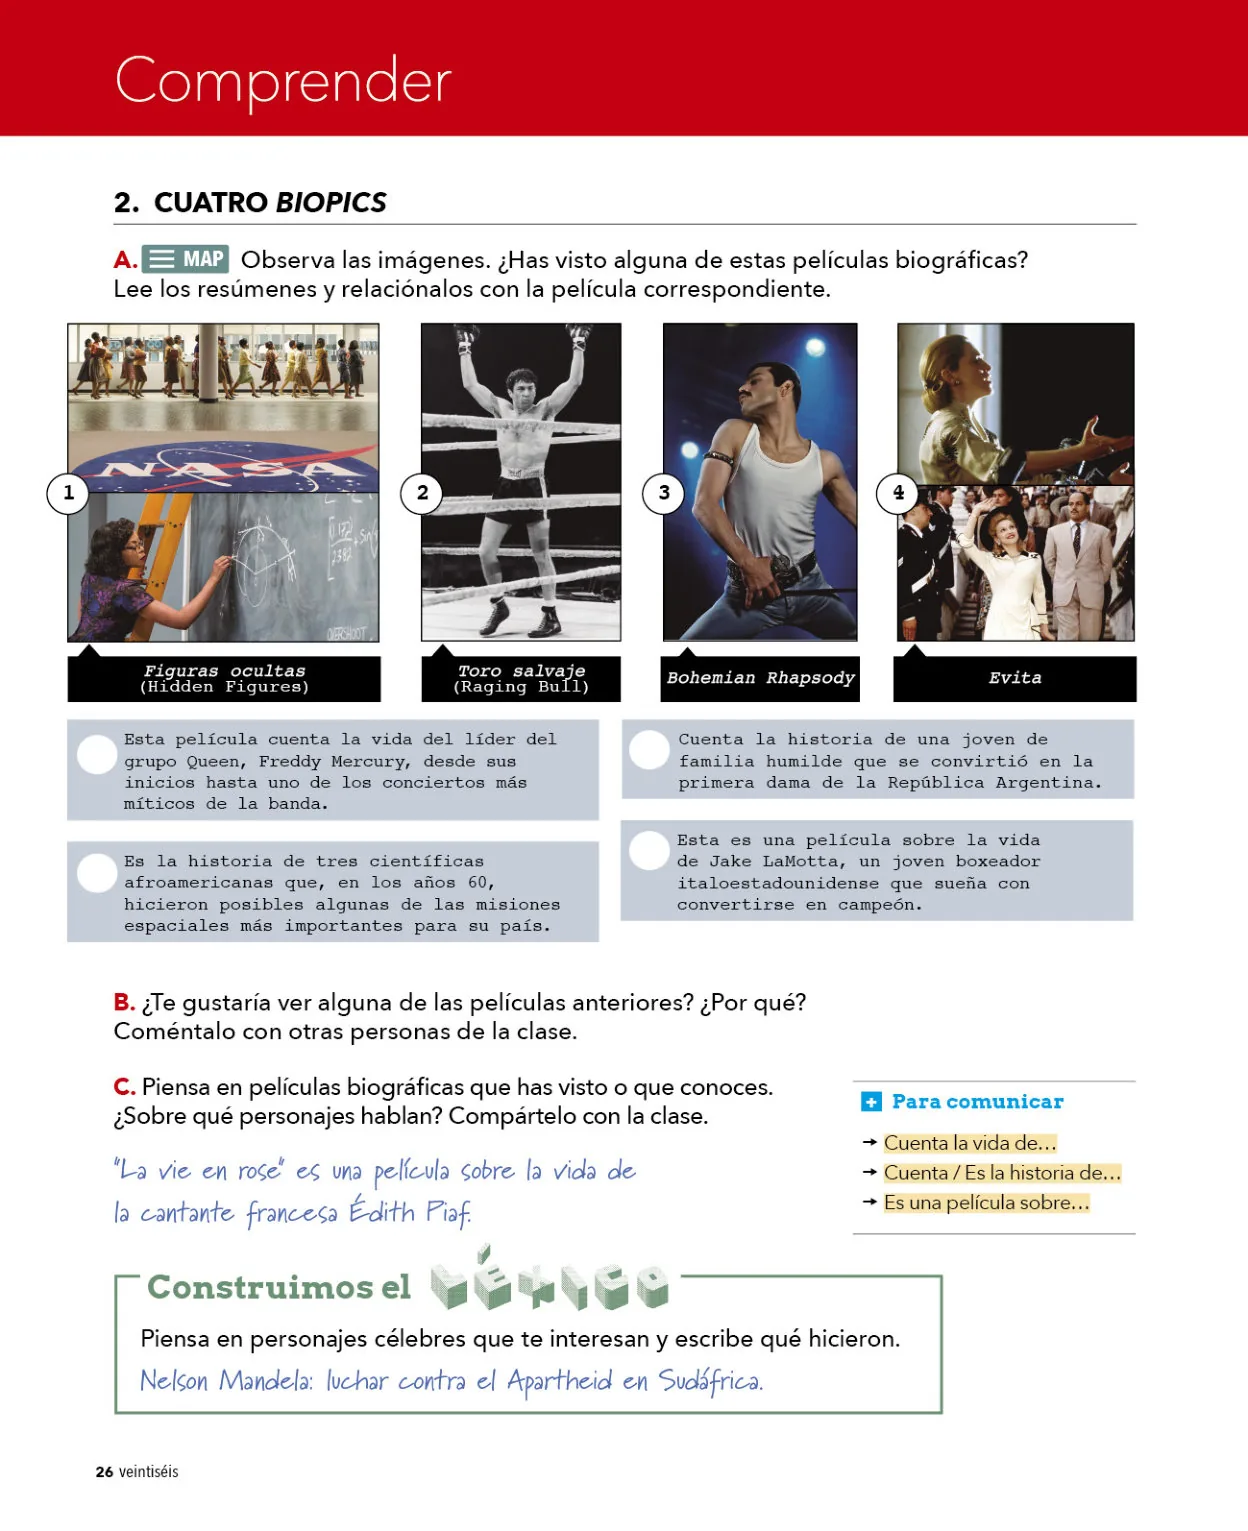 Comprender
2. CUATRO BIOPICS
A. MAP Observa las imágenes. ¿Has visto alguna de estas películas biográficas?
Lee los resúmenes y relaciónalos con la película correspondiente.
NASA
OVERSHOOT
1
2
3
4
Figuras ocultas
(Hidden Figures)
Toro salvaje
(Raging Bull)
Bohemian Rhapsody
Evita
Esta película cuenta la vida del líder del
grupo Queen, Freddy Mercury, desde sus
inicios hasta uno de los conciertos más
míticos de la banda.
Cuenta la historia de una joven de
familia humilde que se convirtió en la
primera dama de la República Argentina.
Es la historia de tres científicas
afroamericanas que, en los años 60,
hicieron posibles algunas de las misiones
espaciales más importantes para su país.
Esta es una película sobre la vida
de Jake LaMotta, un joven boxeador
italoestadounidense que sueña con
convertirse en campeón.
B. ¿Te gustaría ver alguna de las películas anteriores? ¿Por qué?
Coméntalo con otras personas de la clase.
C. Piensa en películas biográficas que has visto o que conoces.
¿Sobre qué personajes hablan? Compártelo con la clase.
"La vie en rose" es una película sobre la vida de
la cantante francesa Édith Piaf.
+ Para comunicar
→ Cuenta la vida de...
→ Cuenta / Es la historia de...
→ Es una película sobre...
Construimos el LÉXICO
Piensa en personajes célebres que te interesan y escribe qué hicieron.
Nelson Mandela: luchar contra el Apartheid en Sudáfrica.
26 veintiséis